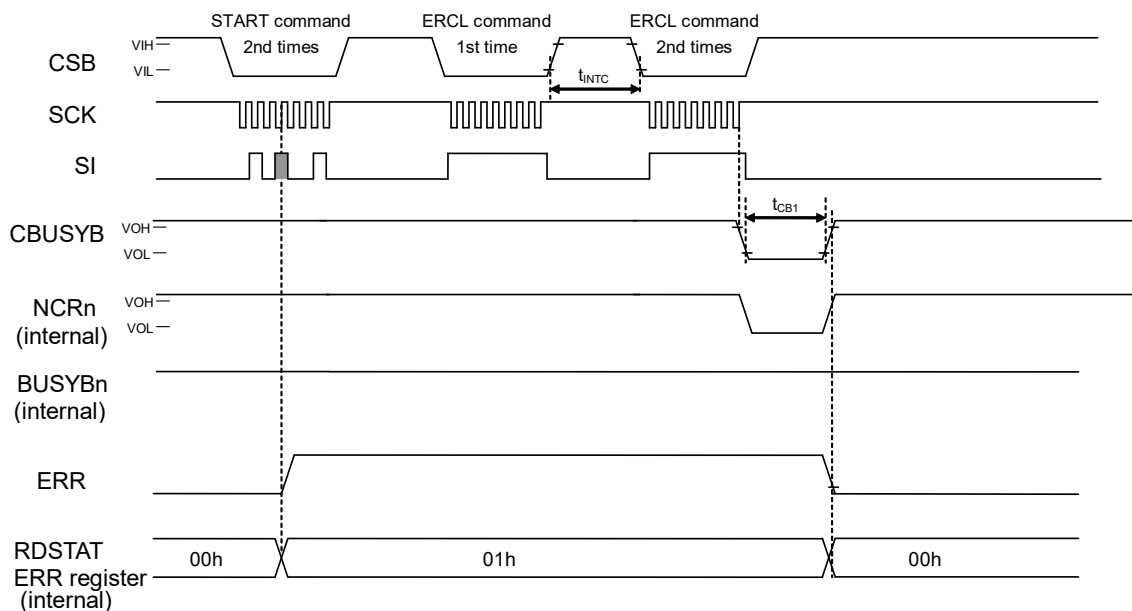 START command ERCL command ERCL command
VIH 2nd times 1st time 2nd times
CSB VIL
tINTC
SCK
SI
tCB1
CBUSYB VOH
VOL
NCRn VOH
(internal) VOL
BUSYBn
(internal)
ERR
RDSTAT 00h 01h 00h
ERR register
(internal)